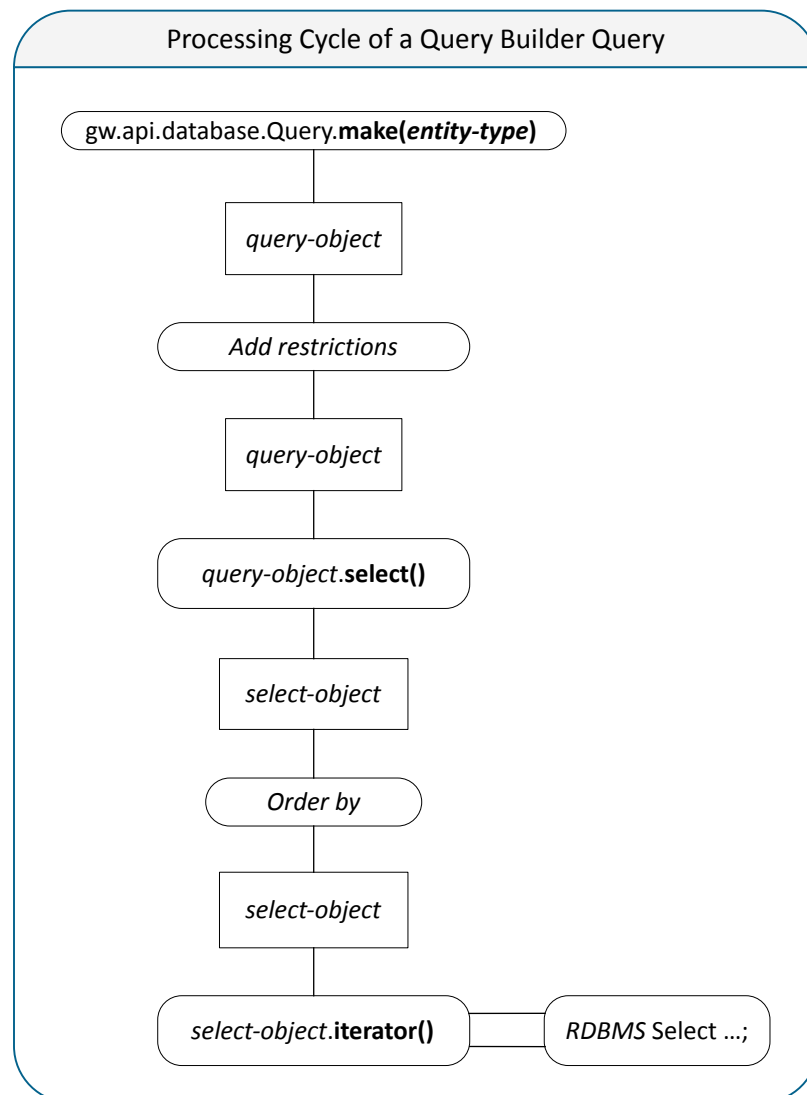 Processing Cycle of a Query Builder Query
gw.api.database.Query.make(entity-type)
query-object
Add restrictions
query-object
query-object.select()
select-object
Order by
select-object
select-object.iterator()
RDBMS Select ...;